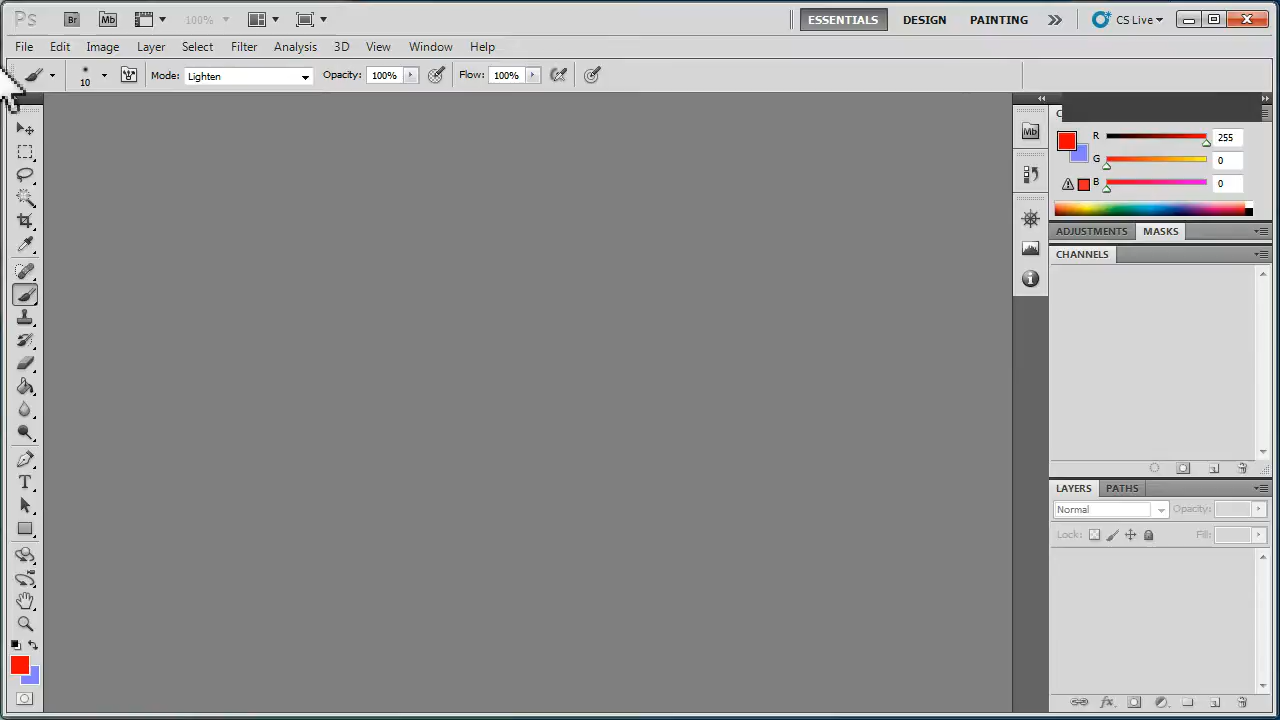 Ps Br Mb 100% ESSENTIALS DESIGN PAINTING CS Live
File Edit Image Layer Select Filter Analysis 3D View Window Help
10 Mode: Lighten Opacity: 100% Flow: 100%
Mb
R 255
G 0
B 0
ADJUSTMENTS MASKS
CHANNELS
LAYERS PATHS
Normal Opacity:
Lock: Fill:
T
fx